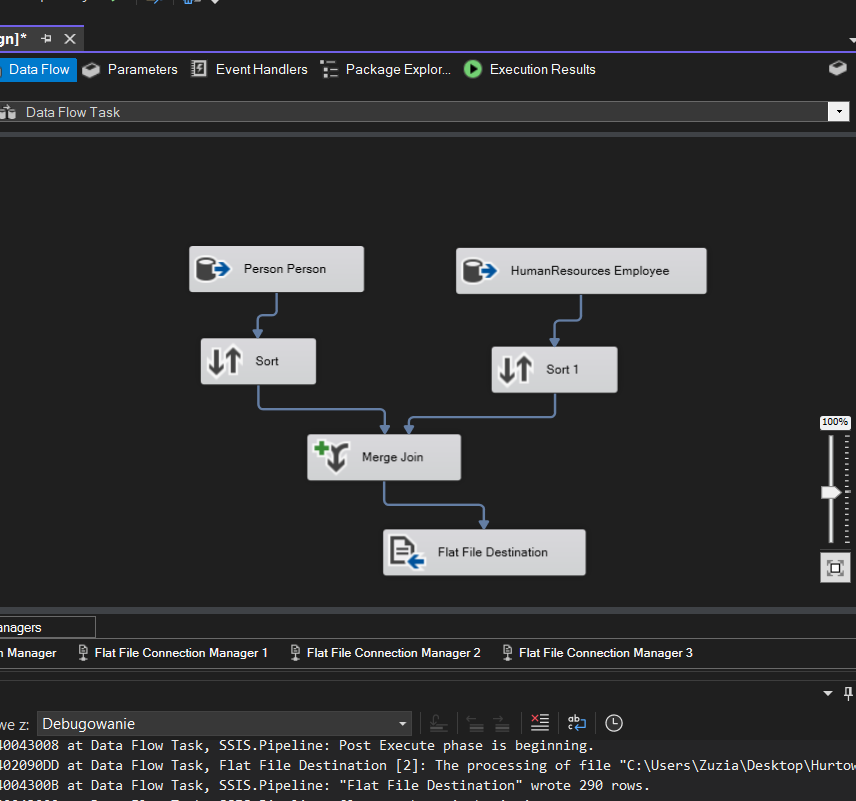 gn]*
Data Flow Parameters Event Handlers Package Explor... Execution Results
Data Flow Task
Person Person
HumanResources Employee
Sort
Sort 1
100%
Merge Join
Flat File Destination
anagers
n Manager Flat File Connection Manager 1 Flat File Connection Manager 2 Flat File Connection Manager 3
we z: Debugowanie
40043008 at Data Flow Task, SSIS.Pipeline: Post Execute phase is beginning.
402090DD at Data Flow Task, Flat File Destination [2]: The processing of file "C:\Users\Zuzia\Desktop\Hurtow
4004300B at Data Flow Task, SSIS.Pipeline: "Flat File Destination" wrote 290 rows.